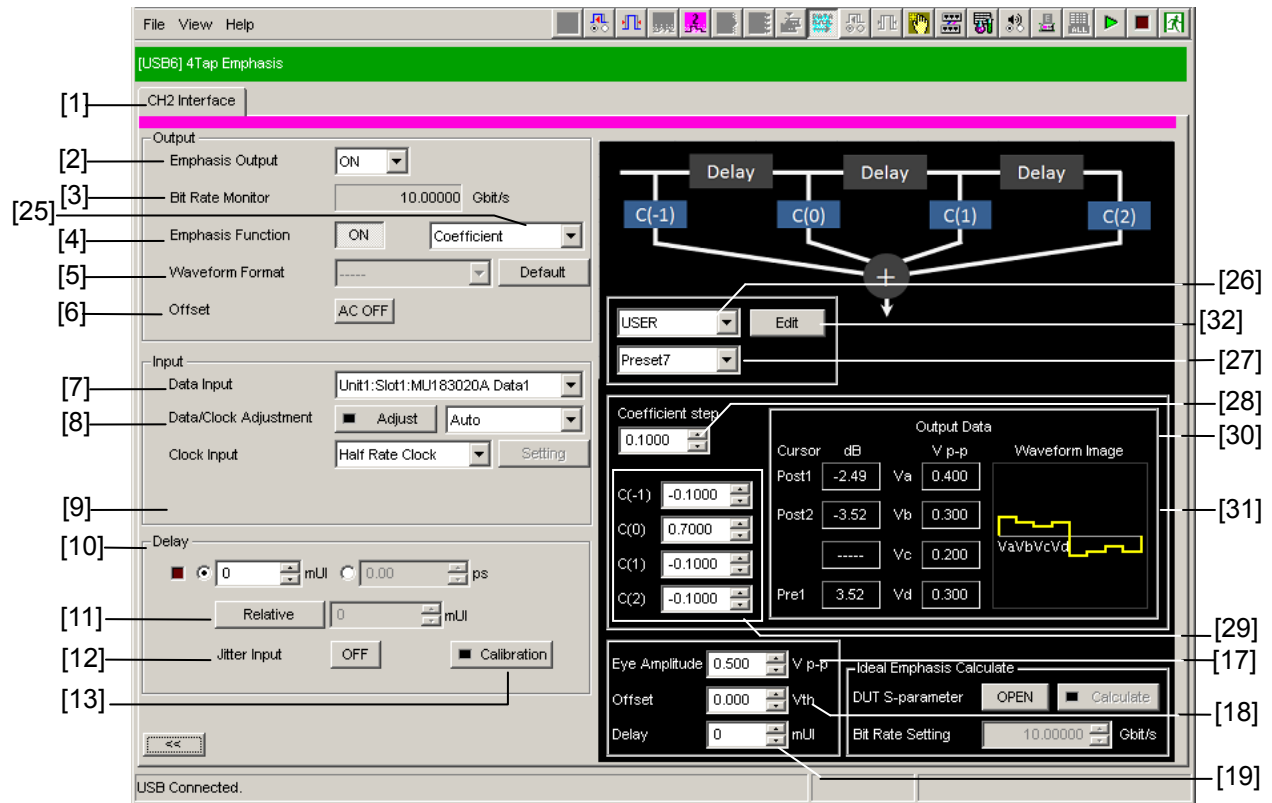 File View Help
[USB6] 4Tap Emphasis
[1] CH2 Interface
Output
[2] Emphasis Output ON
[3] Bit Rate Monitor 10.00000 Gbit/s
[25]
[4] Emphasis Function ON Coefficient
[5] Waveform Format ----- Default
[6] Offset AC OFF
Input
[7] Data Input Unit1:Slot1:MU183020A Data1
[8] Data/Clock Adjustment Adjust Auto
Clock Input Half Rate Clock Setting
[9]
[10] Delay
0 mUI 0.00 ps
[11] Relative 0 mUI
[12] Jitter Input OFF Calibration
[13]
<<
USB Connected.
Delay Delay Delay
C(-1) C(0) C(1) C(2)
+
USER Edit
[26]
[32]
Preset7
[27]
Coefficient step
[28]
0.1000
Output Data
[30]
Cursor dB V p-p Waveform Image
Post1 -2.49 Va 0.400
Post2 -3.52 Vb 0.300
----- Vc 0.200
Pre1 3.52 Vd 0.300
VaVbVcVd
[31]
C(-1) -0.1000
C(0) 0.7000
C(1) -0.1000
C(2) -0.1000
[29]
Eye Amplitude 0.500 V p-p
[17]
Offset 0.000 Vth
[18]
Delay 0 mUI
[19]
Ideal Emphasis Calculate
DUT S-parameter OPEN Calculate
Bit Rate Setting 10.00000 Gbit/s